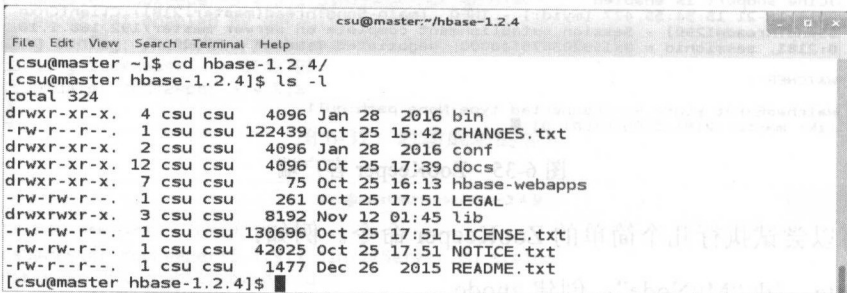 csu@master:~/hbase-1.2.4
File Edit View Search Terminal Help
[csu@master ~]$ cd hbase-1.2.4/
[csu@master hbase-1.2.4]$ ls -l
total 324
drwxr-xr-x. 4 csu csu 4096 Jan 28 2016 bin
-rw-r--r--. 1 csu csu 122439 Oct 25 15:42 CHANGES.txt
drwxr-xr-x. 2 csu csu 4096 Jan 28 2016 conf
drwxr-xr-x. 12 csu csu 4096 Oct 25 17:39 docs
drwxr-xr-x. 7 csu csu 75 Oct 25 16:13 hbase-webapps
-rw-rw-r--. 1 csu csu 261 Oct 25 17:51 LEGAL
drwxrwxr-x. 3 csu csu 8192 Nov 12 01:45 lib
-rw-rw-r--. 1 csu csu 130696 Oct 25 17:51 LICENSE.txt
-rw-rw-r--. 1 csu csu 42025 Oct 25 17:51 NOTICE.txt
-rw-r--r--. 1 csu csu 1477 Dec 26 2015 README.txt
[csu@master hbase-1.2.4]$